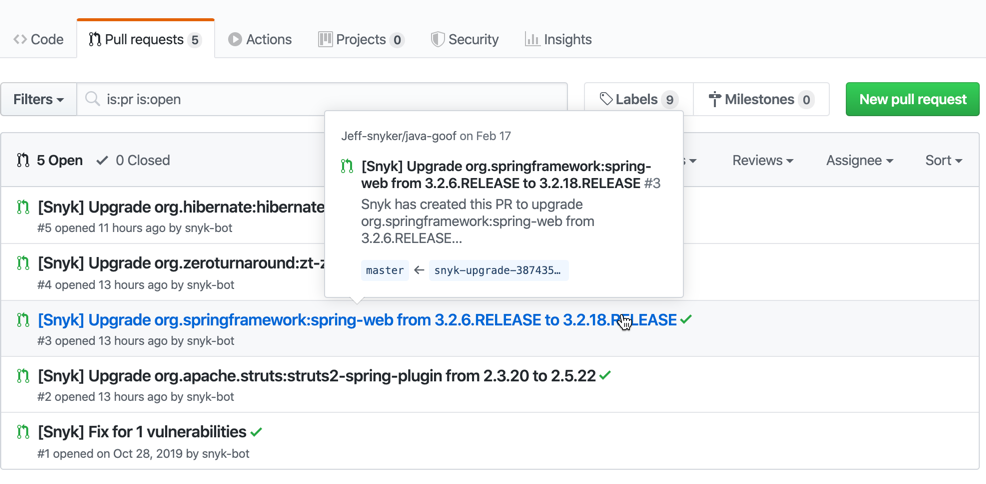 Code
Pull requests 5
Actions
Projects 0
Security
Insights
Filters
is:pr is:open
Labels 9
Milestones 0
New pull request
5 Open
0 Closed
Reviews
Assignee
Sort
Jeff-snyker/java-goof on Feb 17
[Snyk] Upgrade org.springframework:spring-
web from 3.2.6.RELEASE to 3.2.18.RELEASE #3
Snyk has created this PR to upgrade
org.springframework:spring-web from
3.2.6.RELEASE...
master ← snyk-upgrade-387435…
[Snyk] Upgrade org.hibernate:hibernate
#5 opened 11 hours ago by snyk-bot
[Snyk] Upgrade org.zeroturnaround:zt-z
#4 opened 13 hours ago by snyk-bot
[Snyk] Upgrade org.springframework:spring-web from 3.2.6.RELEASE to 3.2.18.RELEASE
#3 opened 13 hours ago by snyk-bot
[Snyk] Upgrade org.apache.struts:struts2-spring-plugin from 2.3.20 to 2.5.22
#2 opened 13 hours ago by snyk-bot
[Snyk] Fix for 1 vulnerabilities
#1 opened on Oct 28, 2019 by snyk-bot